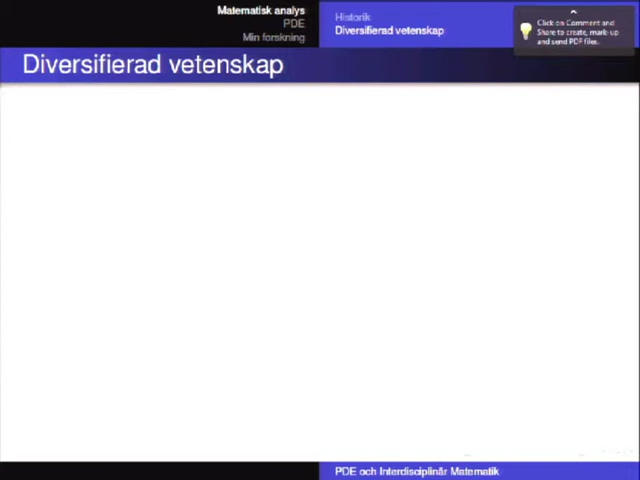 Matematisk analys
PDE
Min forskning
Historik
Diversifierad vetenskap
Click on Comment and
Share to create, mark-up
and send PDF files.
Diversifierad vetenskap
PDE och Interdisciplinär Matematik